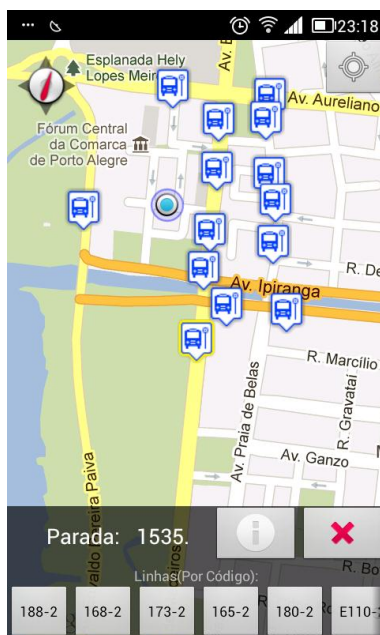 23:18
Esplanada Hely
Lopes Meir
Av. Aureliano
Fórum Central
da Comarca
de Porto Alegre
R. De
Av. Ipiranga
R. Marcílio
Av. Praia de Belas
R. Gravataí
Av. Ganzo
valdo Pereira Paiva
eiros
R. Bo
Parada: 1535.
Linhas(Por Código):
188-2 168-2 173-2 165-2 180-2 E110-